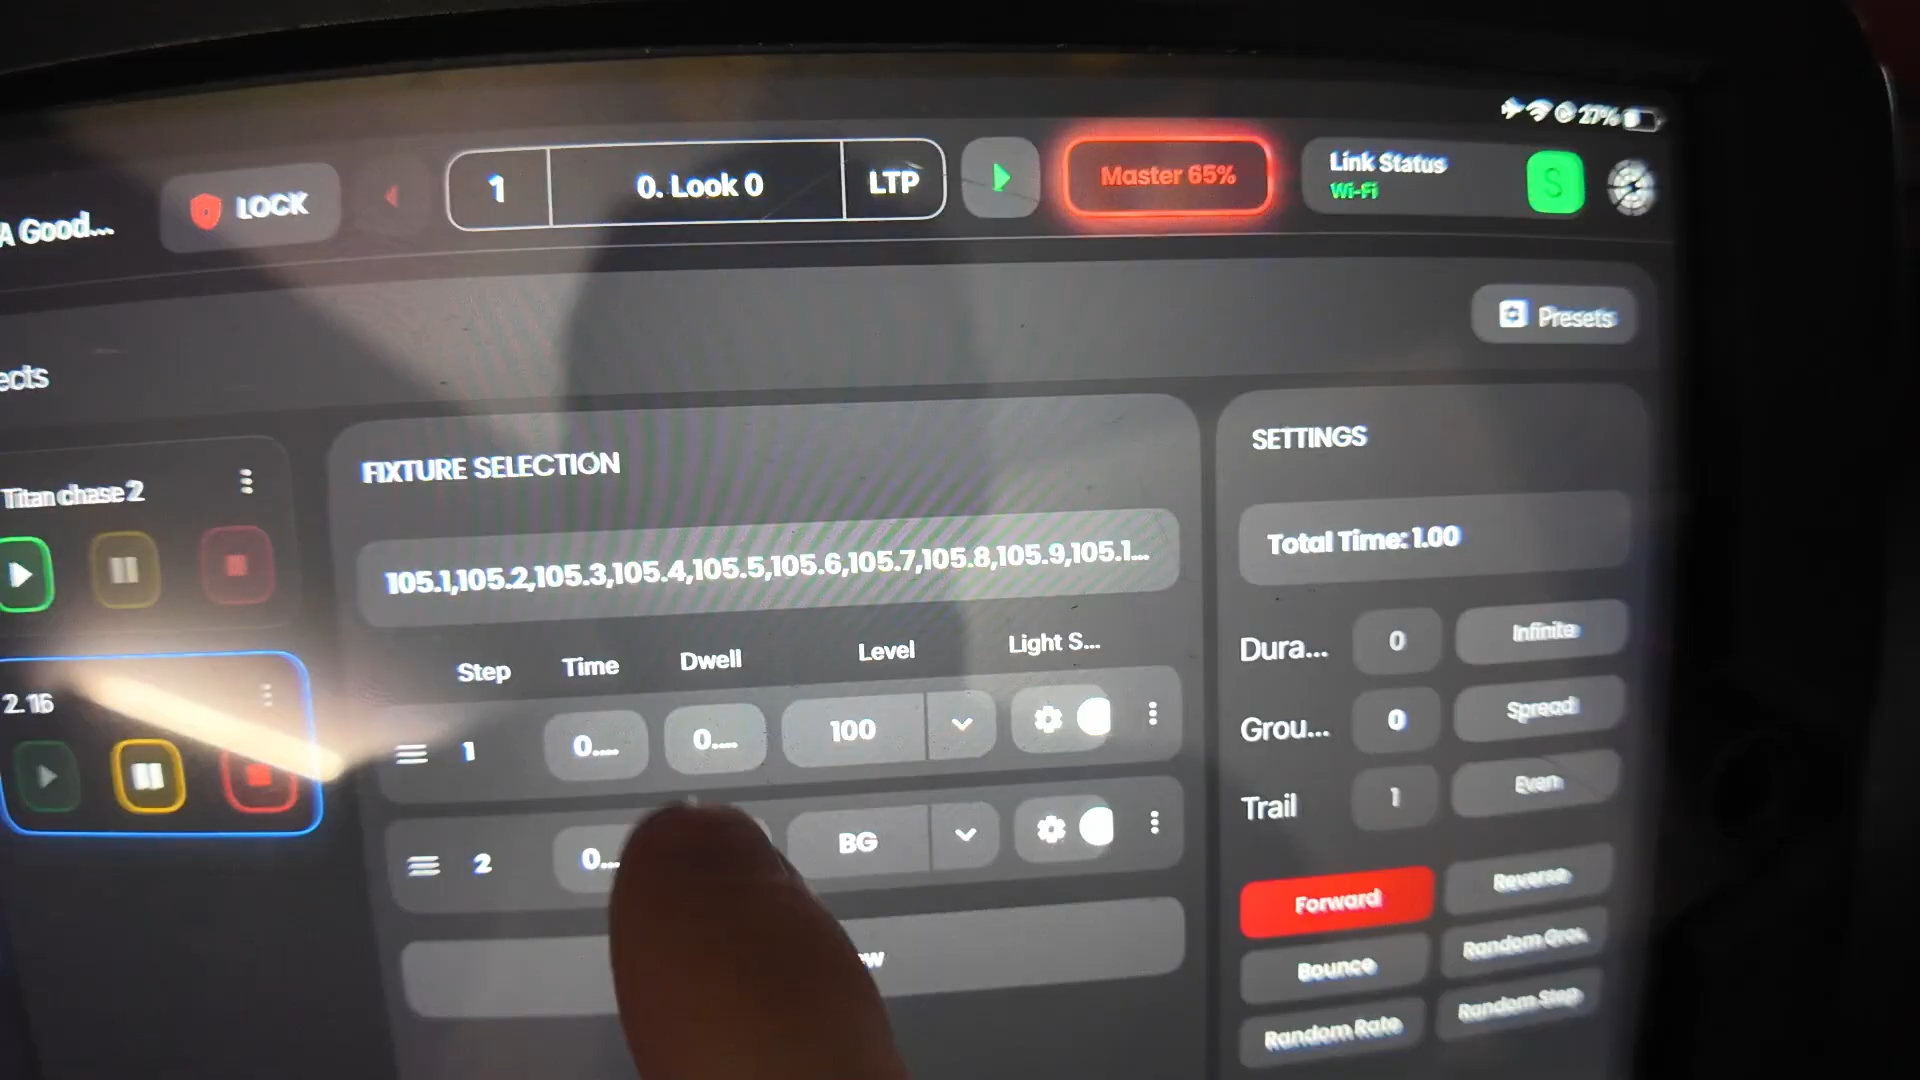 27%
A Good...
LOCK
1
0. Look 0
LTP
Master 65%
Link Status
Wi-Fi
S
Presets
ects
Titan chase 2
2. 16
FIXTURE SELECTION
105.1,105.2,105.3,105.4,105.5,105.6,105.7,105.8,105.9,105.1...
Step Time Dwell Level Light S...
1 0.... 0.... 100
2 0... BG
ew
SETTINGS
Total Time: 1.00
Dura... 0 Infinite
Grou... 0 Spread
Trail 1 Even
Forward Reverse
Bounce Random Grou.
Random Rate Random Step